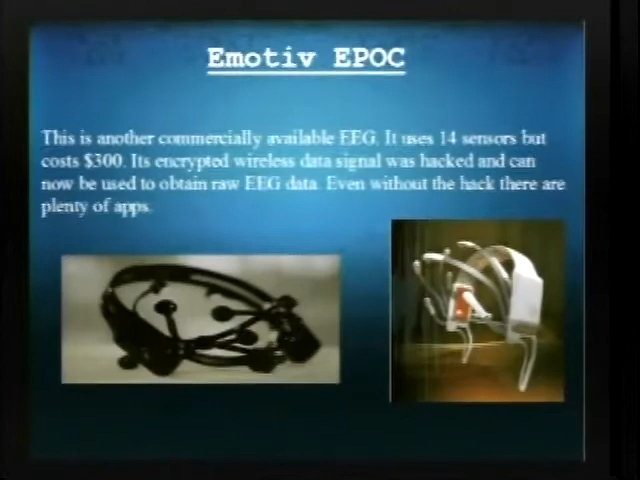 Emotiv EPOC
This is another commercially available EEG. It uses 14 sensors but
costs $300. Its encrypted wireless data signal was hacked and can
now be used to obtain raw EEG data. Even without the hack there are
plenty of apps.